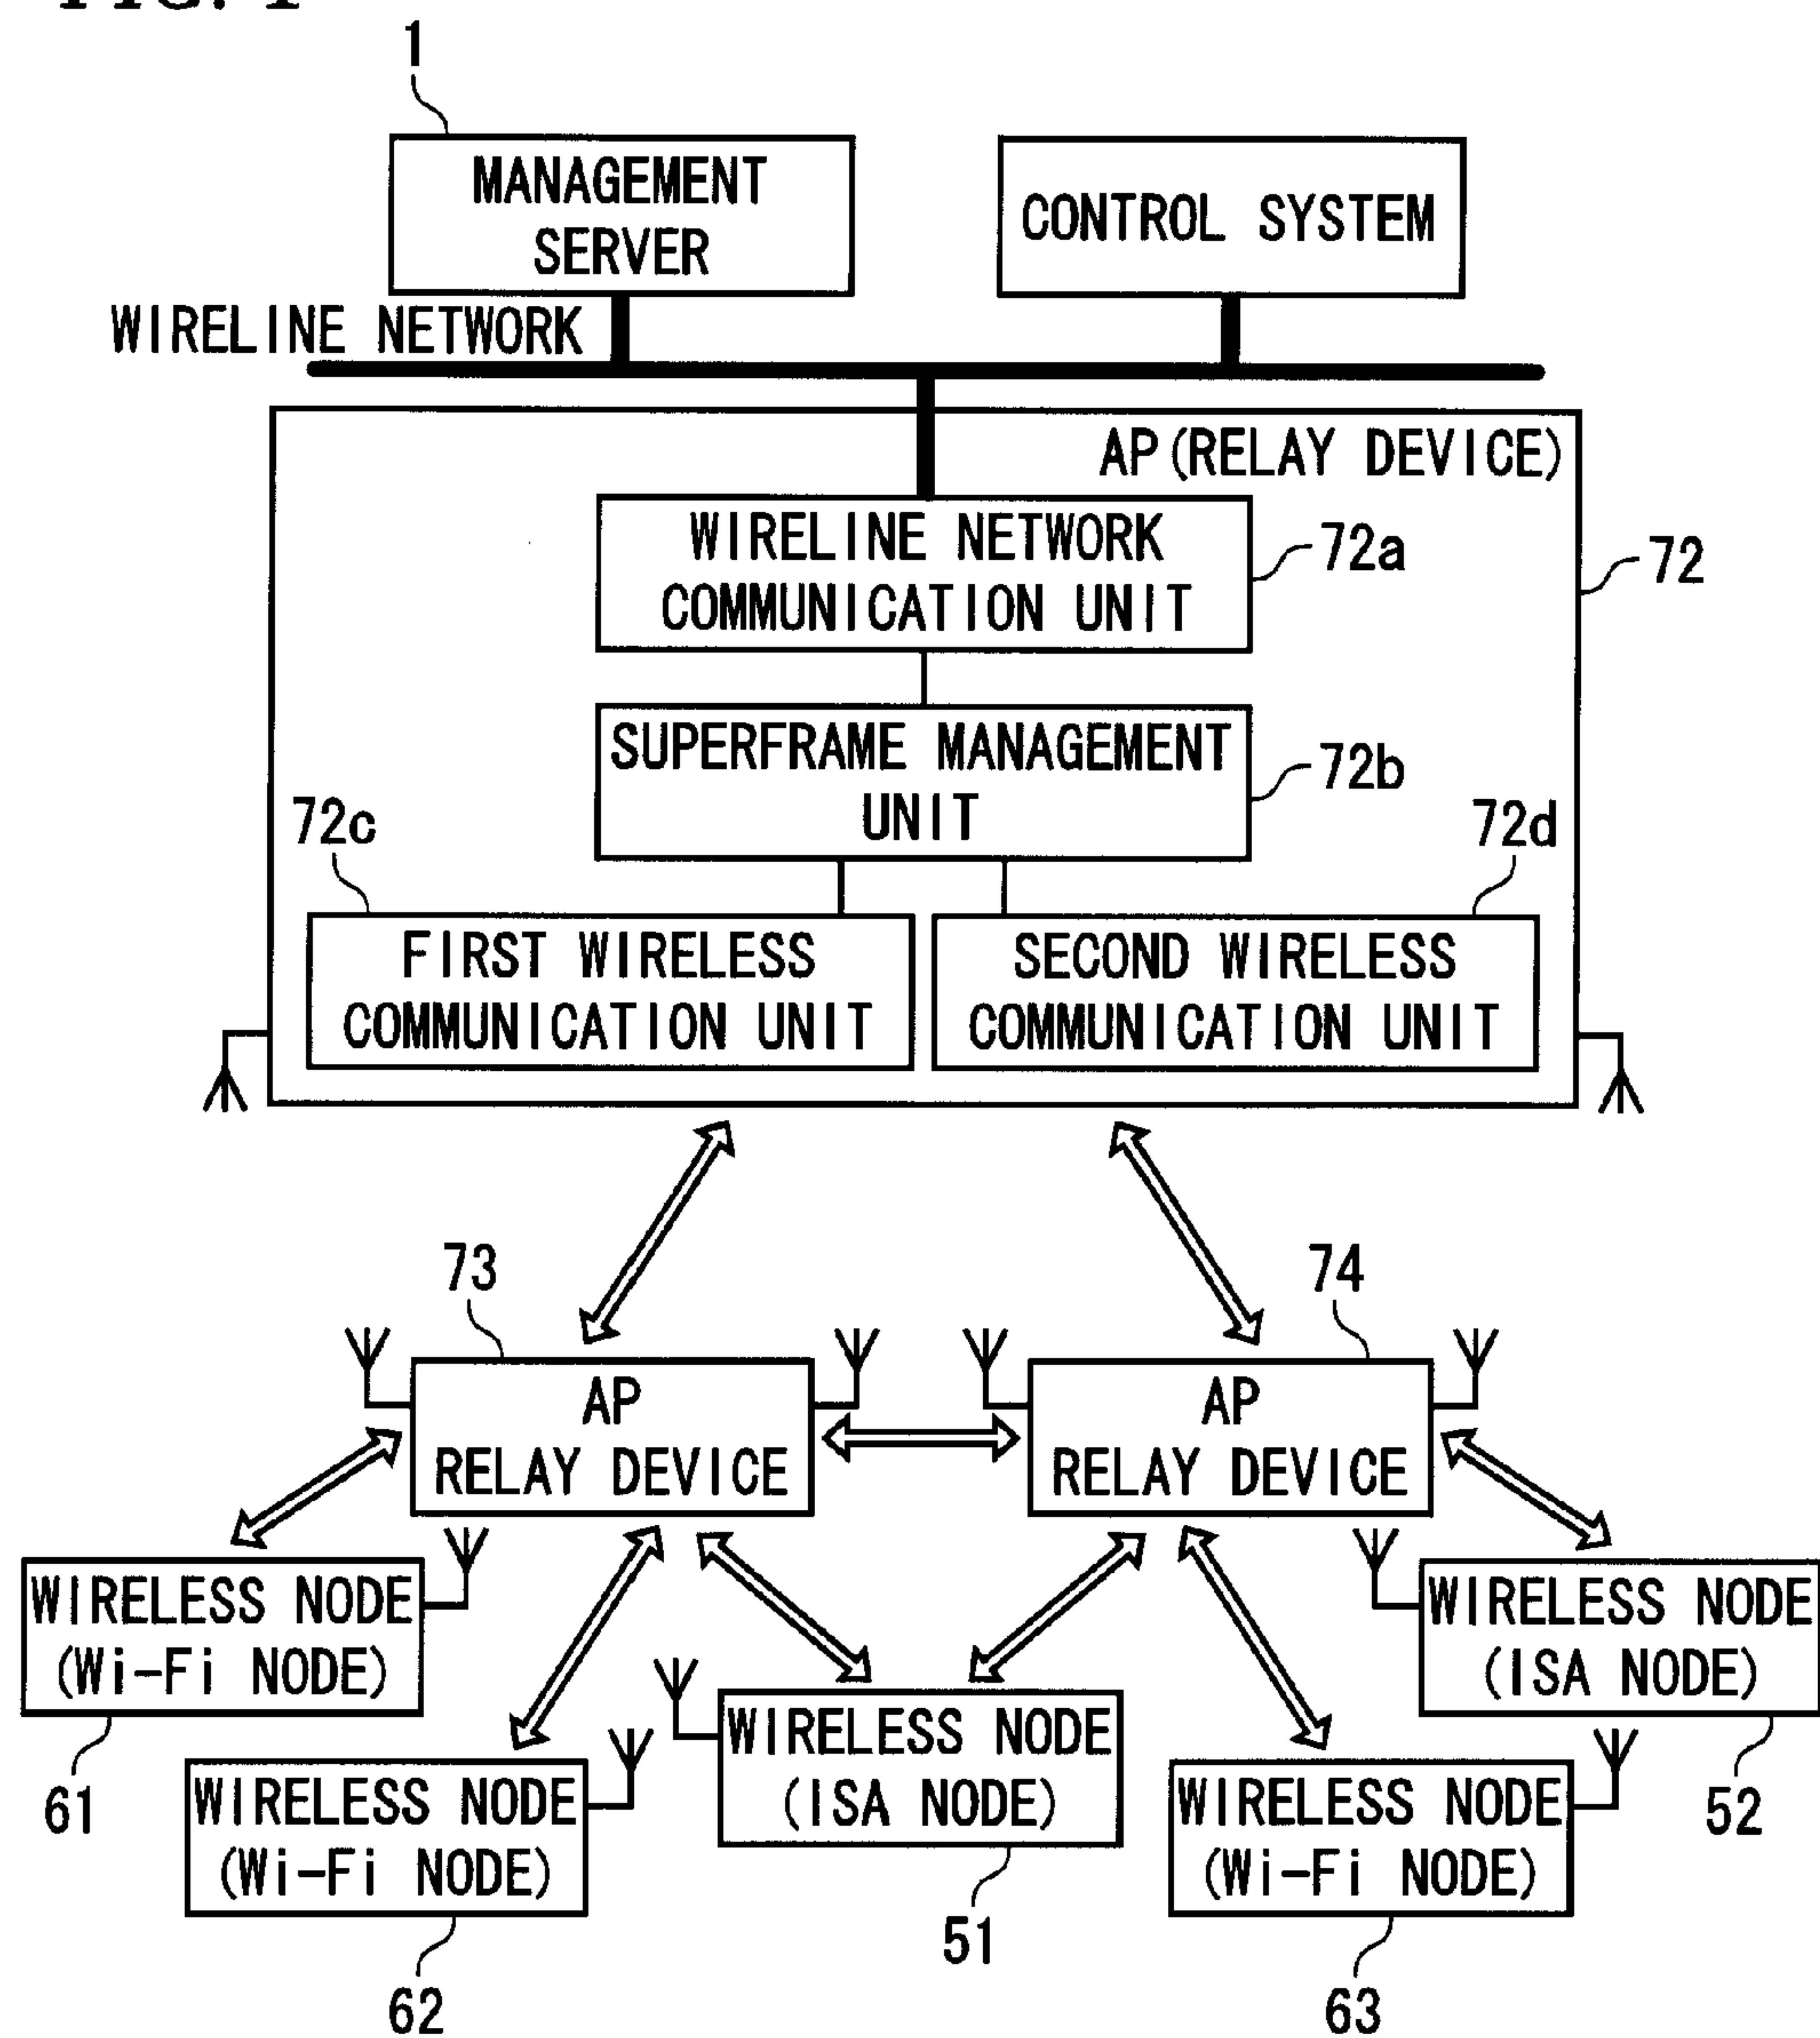 1
MANAGEMENT
SERVER
CONTROL SYSTEM
WIRELINE NETWORK
AP(RELAY DEVICE)
WIRELINE NETWORK
COMMUNICATION UNIT
72a
72
SUPERFRAME MANAGEMENT
UNIT
72b
72c
72d
FIRST WIRELESS
COMMUNICATION UNIT
SECOND WIRELESS
COMMUNICATION UNIT
73
74
AP
RELAY DEVICE
AP
RELAY DEVICE
WIRELESS NODE
(Wi-Fi NODE)
61
WIRELESS NODE
(Wi-Fi NODE)
62
WIRELESS NODE
(ISA NODE)
51
WIRELESS NODE
(Wi-Fi NODE)
63
WIRELESS NODE
(ISA NODE)
52